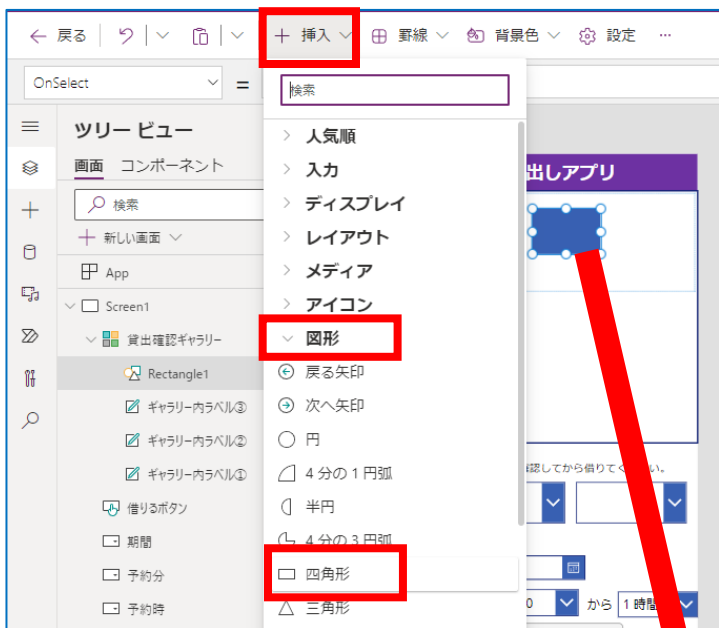 戻る
挿入
罫線
背景色
設定
OnSelect
=
検索
ツリー ビュー
画面
コンポーネント
検索
新しい画面
App
Screen1
貸出確認ギャラリー
Rectangle1
ギャラリー内ラベル③
ギャラリー内ラベル②
ギャラリー内ラベル①
借りるボタン
期間
予約分
予約時
人気順
入力
ディスプレイ
レイアウト
メディア
アイコン
図形
戻る矢印
次へ矢印
円
4 分の 1 円弧
半円
4 分の 3 円弧
四角形
三角形
出しアプリ
認してから借りてく
い。
0
から
1 時間